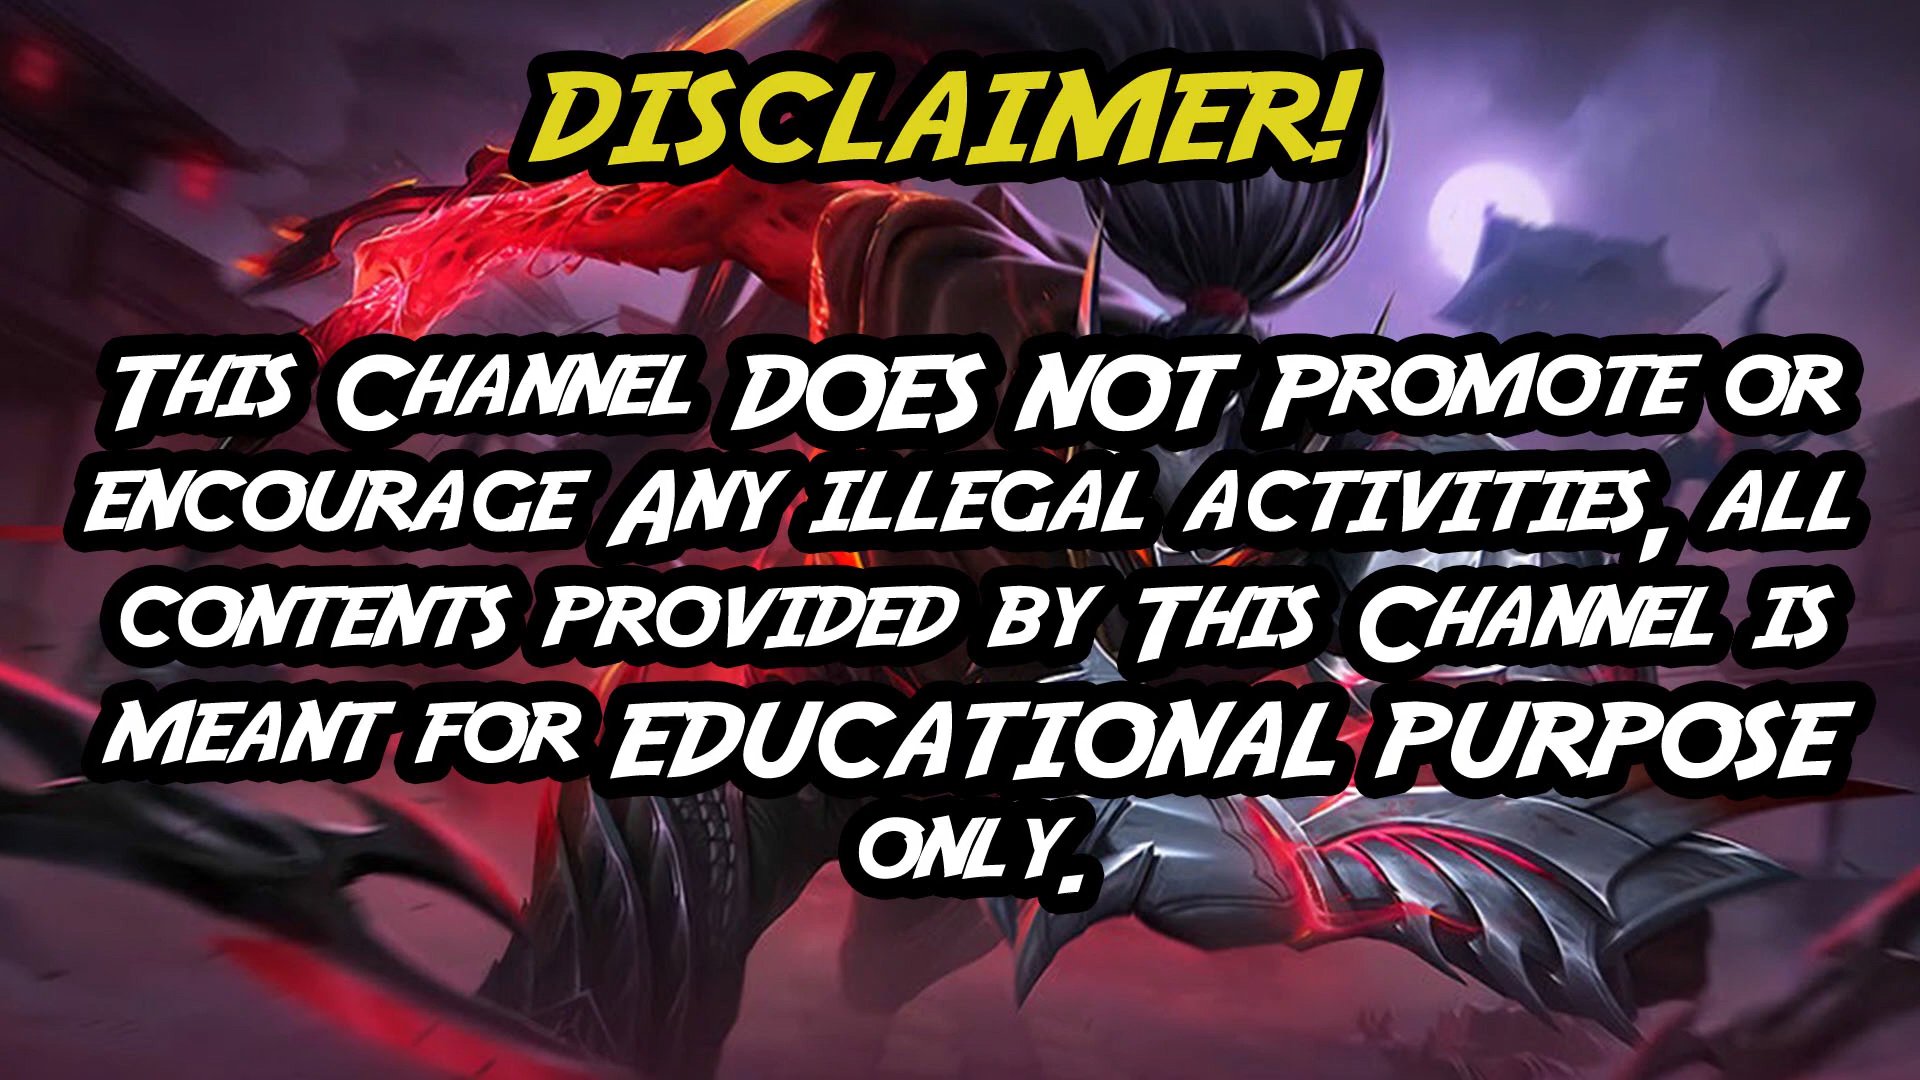 DISCLAIMER!
THIS CHANNEL DOES NOT PROMOTE OR
ENCOURAGE ANY ILLEGAL ACTIVITIES, ALL
CONTENTS PROVIDED BY THIS CHANNEL IS
MEANT FOR EDUCATIONAL PURPOSE
ONLY.